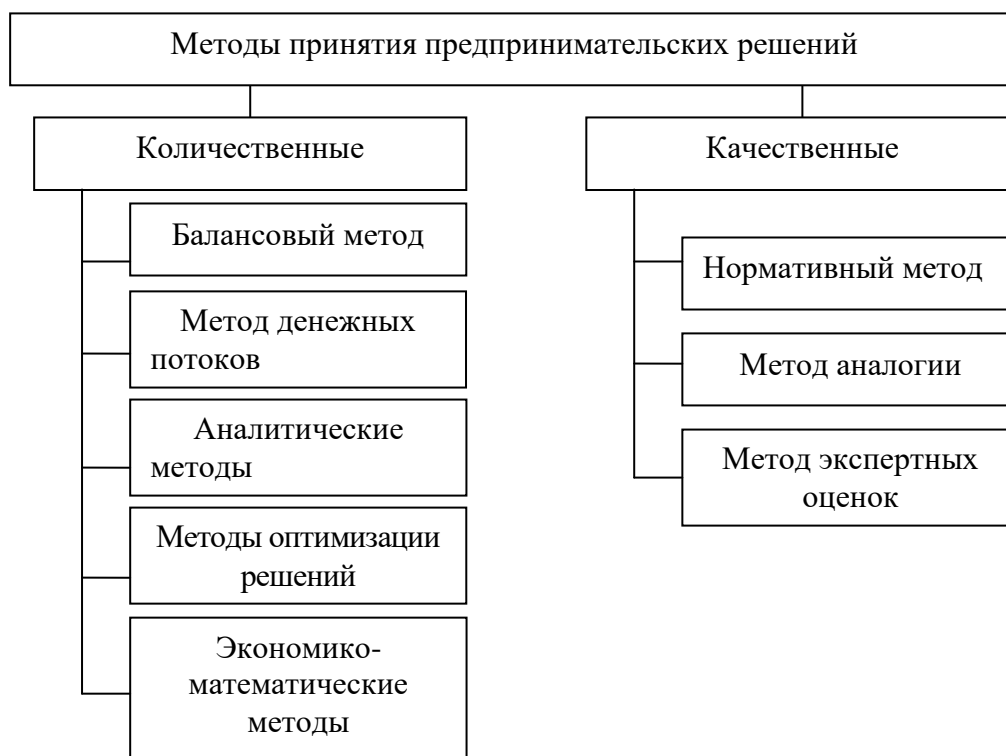 Методы принятия предпринимательских решений
Количественные
Балансовый метод
Метод денежных
потоков
Аналитические
методы
Методы оптимизации
решений
Экономико-
математические
методы
Качественные
Нормативный метод
Метод аналогии
Метод экспертных
оценок